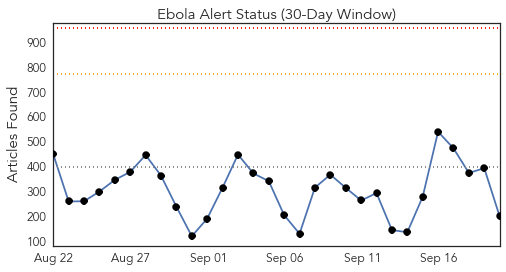 Ebola Alert Status (30-Day Window)
Articles Found
900
800
700
600
500
400
300
200
100
Aug 22
Aug 27
Sep 01
Sep 06
Sep 11
Sep 16